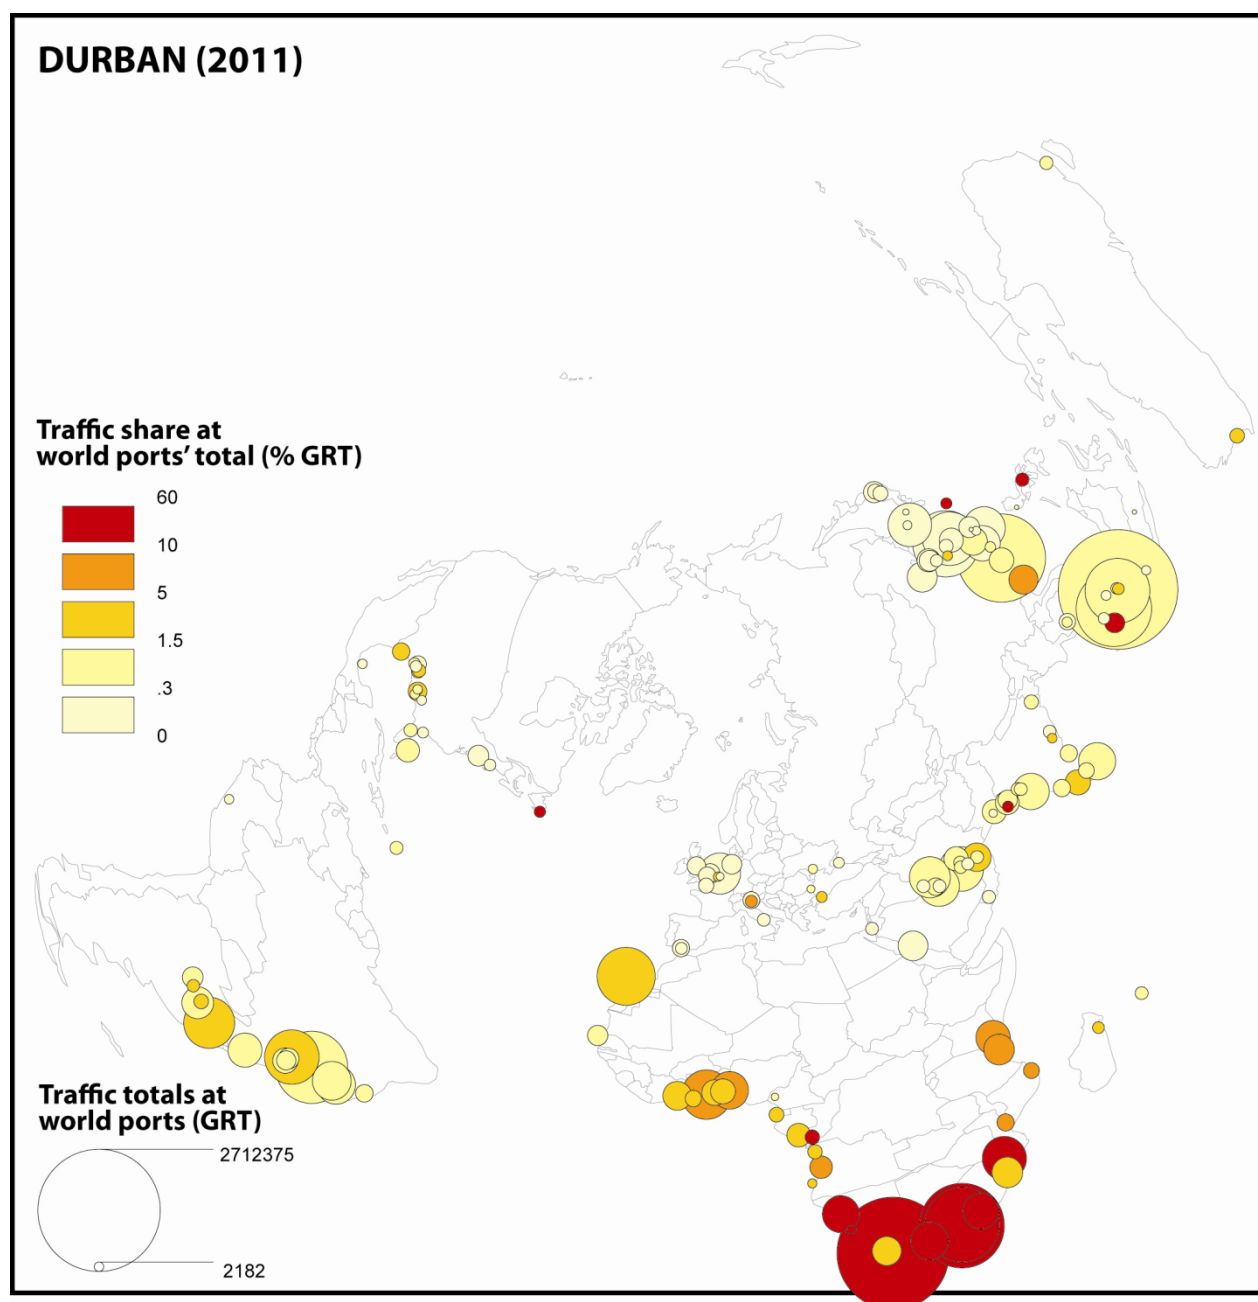 DURBAN (2011)
Traffic share at
world ports' total (% GRT)
60
10
5
1.5
.3
0
Traffic totals at
world ports (GRT)
2712375
2182